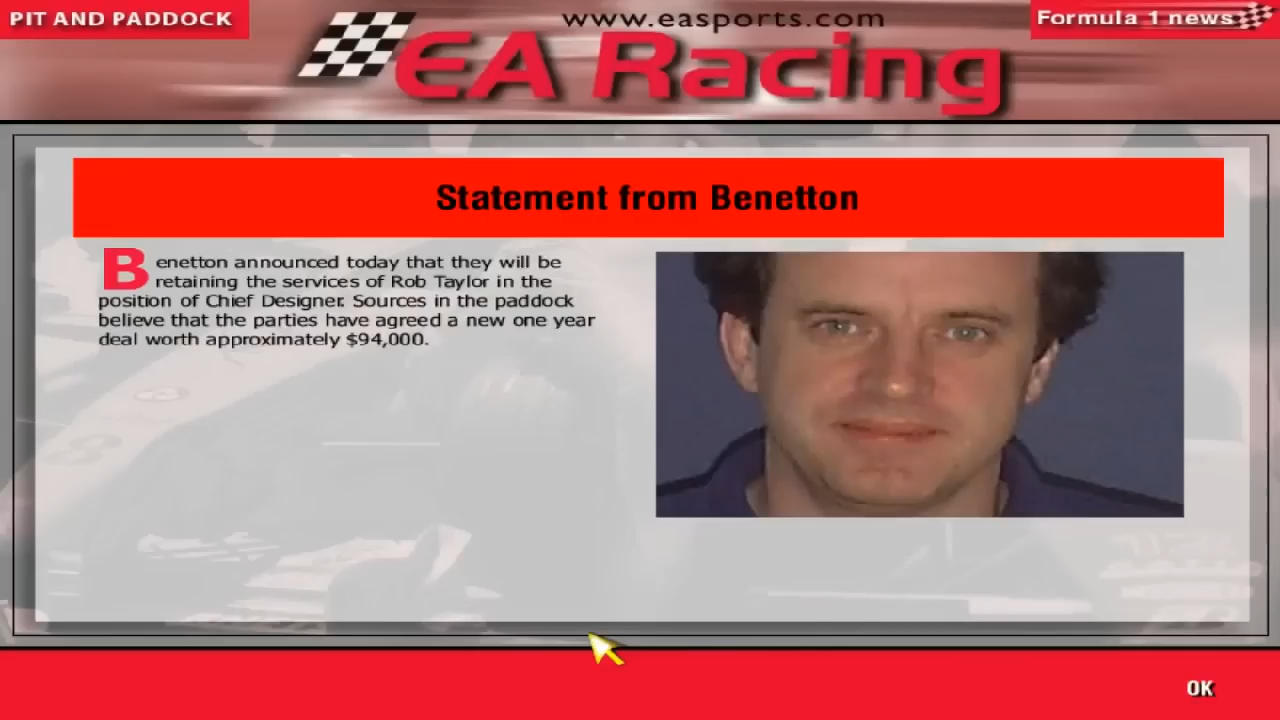 PIT AND PADDOCK
www.easports.com
Formula 1 news
EA Racing
Statement from Benetton
Benetton announced today that they will be
retaining the services of Rob Taylor in the
position of Chief Designer. Sources in the paddock
believe that the parties have agreed a new one year
deal worth approximately $94,000.
OK